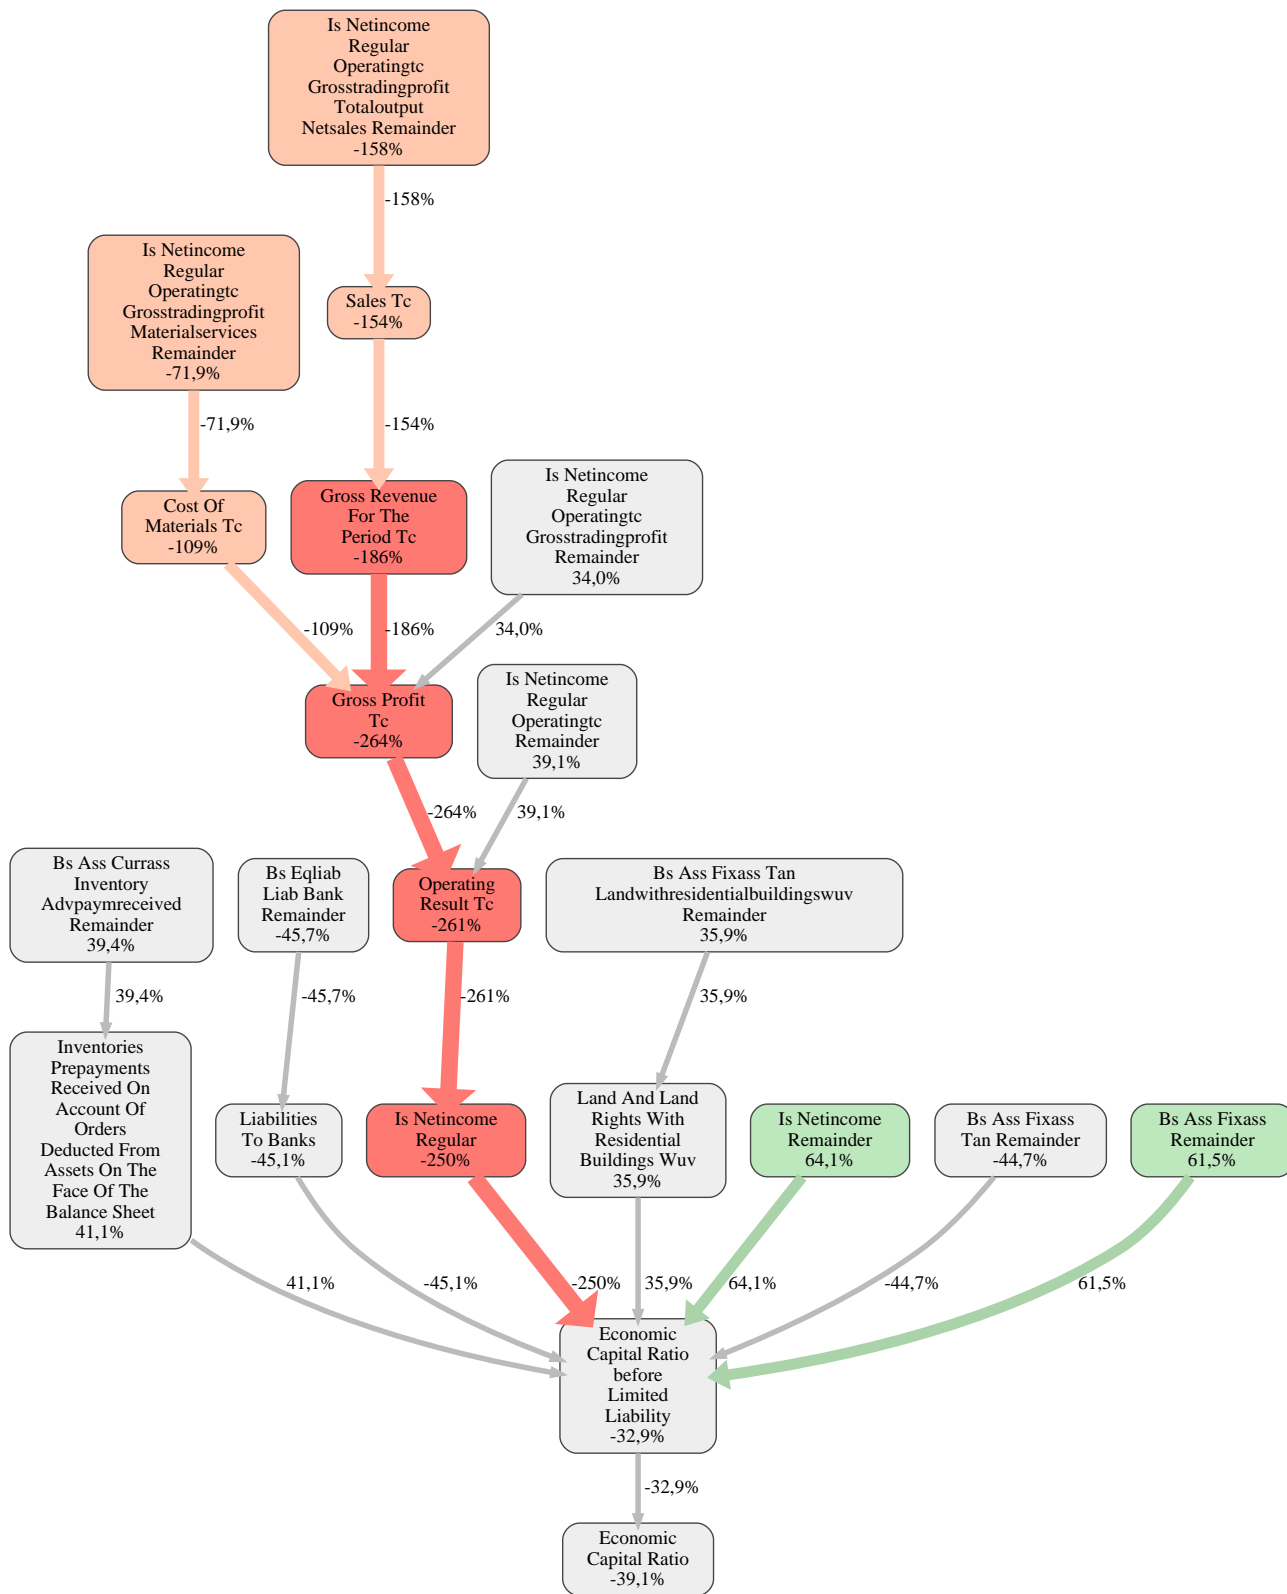 Is Netincome
Regular
Operatingtc
Grosstradingprofit
Totaloutput
Netsales Remainder
-158%
-158%
Is Netincome
Regular
Operatingtc
Grosstradingprofit
Materialservices
Remainder
-71,9%
Sales Tc
-154%
-71,9%
-154%
Cost Of
Materials Tc
-109%
Gross Revenue
For The
Period Tc
-186%
Is Netincome
Regular
Operatingtc
Grosstradingprofit
Remainder
34,0%
-109%
-186%
34,0%
Gross Profit
Tc
-264%
Is Netincome
Regular
Operatingtc
Remainder
39,1%
-264%
39,1%
Bs Ass Currass
Inventory
Advpaymreceived
Remainder
39,4%
Bs Eqliab
Liab Bank
Remainder
-45,7%
Operating
Result Tc
-261%
Bs Ass Fixass Tan
Landwithresidentialbuildingswuv
Remainder
35,9%
39,4%
-45,7%
-261%
35,9%
Inventories
Prepayments
Received On
Account Of
Orders
Deducted From
Assets On The
Face Of The
Balance Sheet
41,1%
Liabilities
To Banks
-45,1%
Is Netincome
Regular
-250%
Land And Land
Rights With
Residential
Buildings Wuv
35,9%
Is Netincome
Remainder
64,1%
Bs Ass Fixass
Tan Remainder
-44,7%
Bs Ass Fixass
Remainder
61,5%
41,1%
-45,1%
-250%
35,9%
64,1%
-44,7%
61,5%
Economic
Capital Ratio
before
Limited
Liability
-32,9%
-32,9%
Economic
Capital Ratio
-39,1%